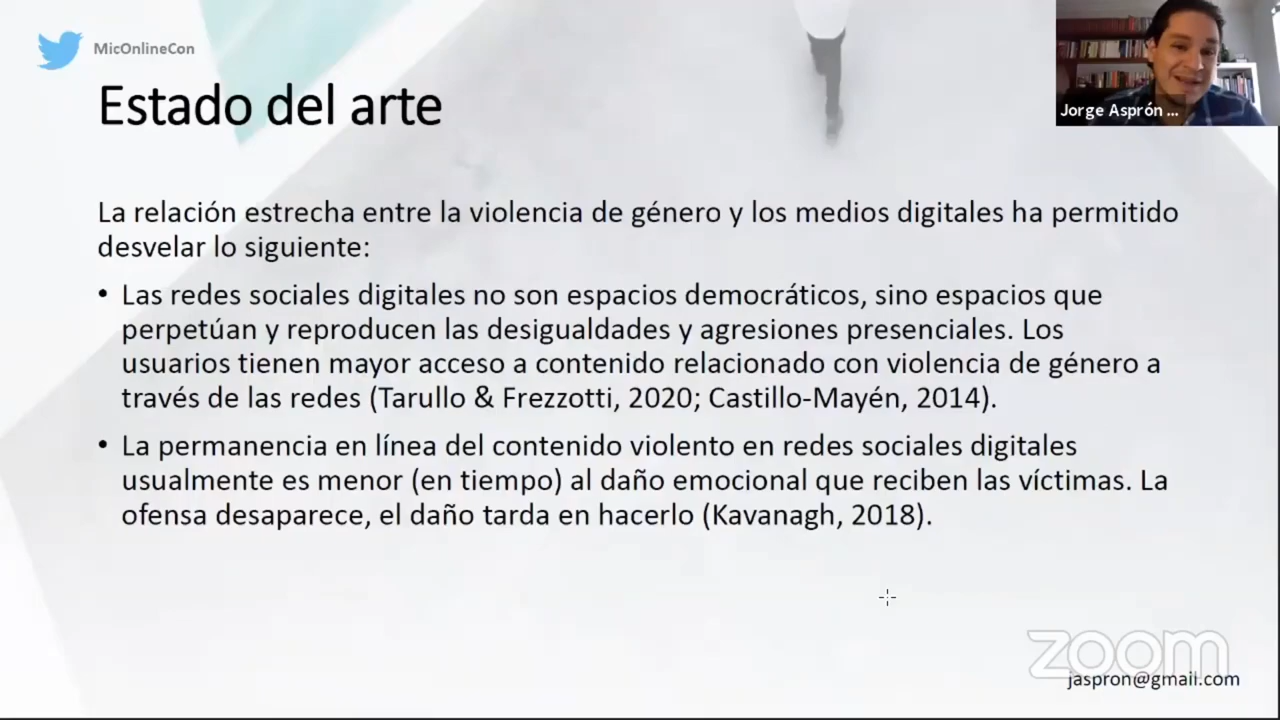 MicOnlineCon
Estado del arte
Jorge Asprón ...
La relación estrecha entre la violencia de género y los medios digitales ha permitido
desvelar lo siguiente:
• Las redes sociales digitales no son espacios democráticos, sino espacios que
perpetúan y reproducen las desigualdades y agresiones presenciales. Los
usuarios tienen mayor acceso a contenido relacionado con violencia de género a
través de las redes (Tarullo & Frezzotti, 2020; Castillo-Mayén, 2014).
• La permanencia en línea del contenido violento en redes sociales digitales
usualmente es menor (en tiempo) al daño emocional que reciben las víctimas. La
ofensa desaparece, el daño tarda en hacerlo (Kavanagh, 2018).
zoom
jaspron@gmail.com